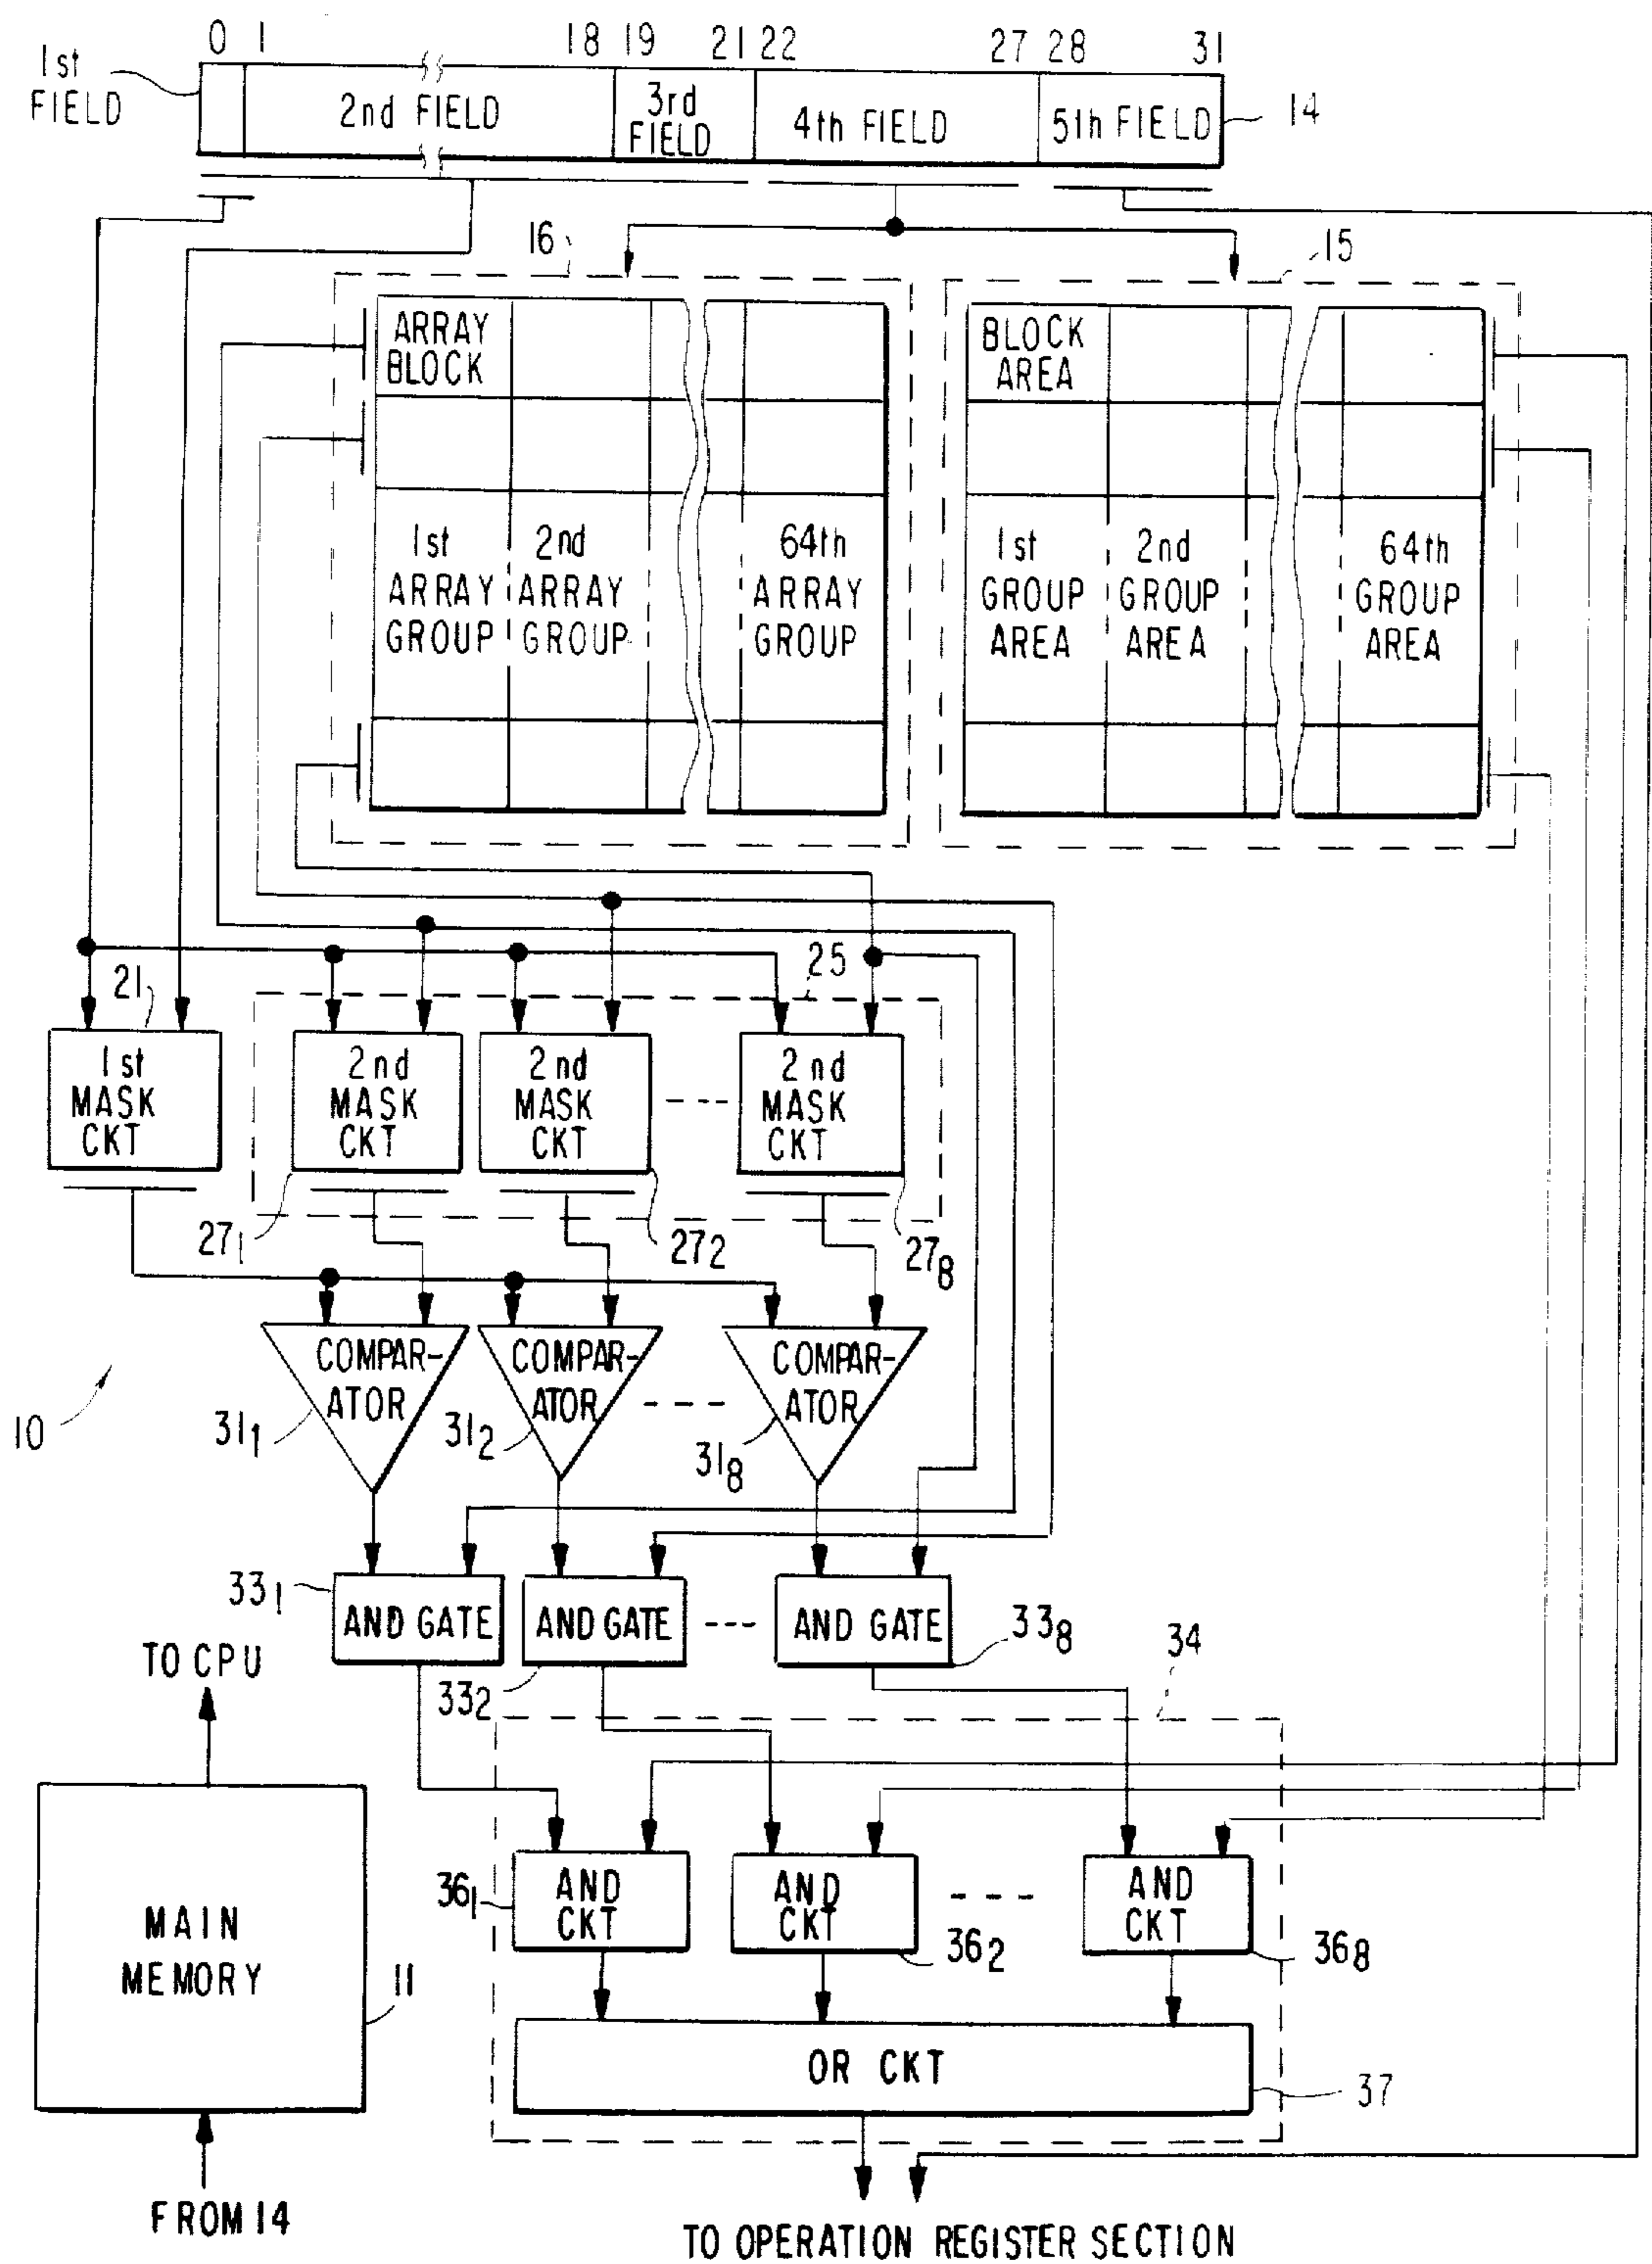 0 1 18 19 21 22 27 28 31
1st
FIELD
2nd FIELD
3rd
FIELD
4th FIELD
5th FIELD
14
16
15
ARRAY
BLOCK
BLOCK
AREA
1st
ARRAY
GROUP
2nd
ARRAY
GROUP
64th
ARRAY
GROUP
1st
GROUP
AREA
2nd
GROUP
AREA
64th
GROUP
AREA
21
25
1st
MASK
CKT
2nd
MASK
CKT
2nd
MASK
CKT
---
2nd
MASK
CKT
271
272
278
COMPAR-
ATOR
COMPAR-
ATOR
---
COMPAR-
ATOR
10
311
312
318
331
AND GATE
AND GATE
---
AND GATE
338
34
332
TO CPU
MAIN
MEMORY
11
FROM 14
361
AND
CKT
AND
CKT
---
AND
CKT
362
368
OR CKT
37
TO OPERATION REGISTER SECTION